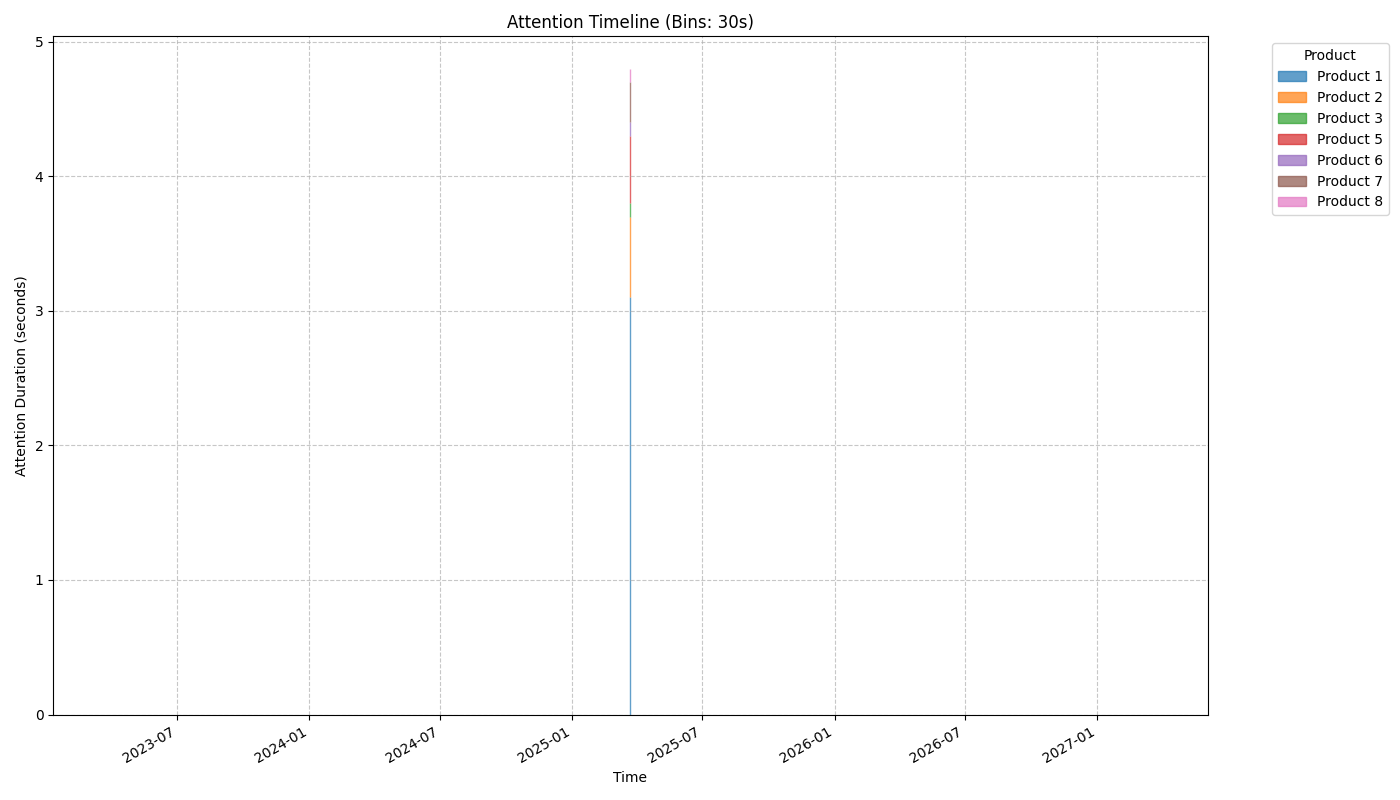 Attention Timeline (Bins: 30s)
Product
Product 1
Product 2
Product 3
Product 5
Product 6
Product 7
Product 8
Attention Duration (seconds)
5
4
3
2
1
0
2023-07
2024-01
2024-07
2025-01
2025-07
2026-01
2026-07
2027-01
Time